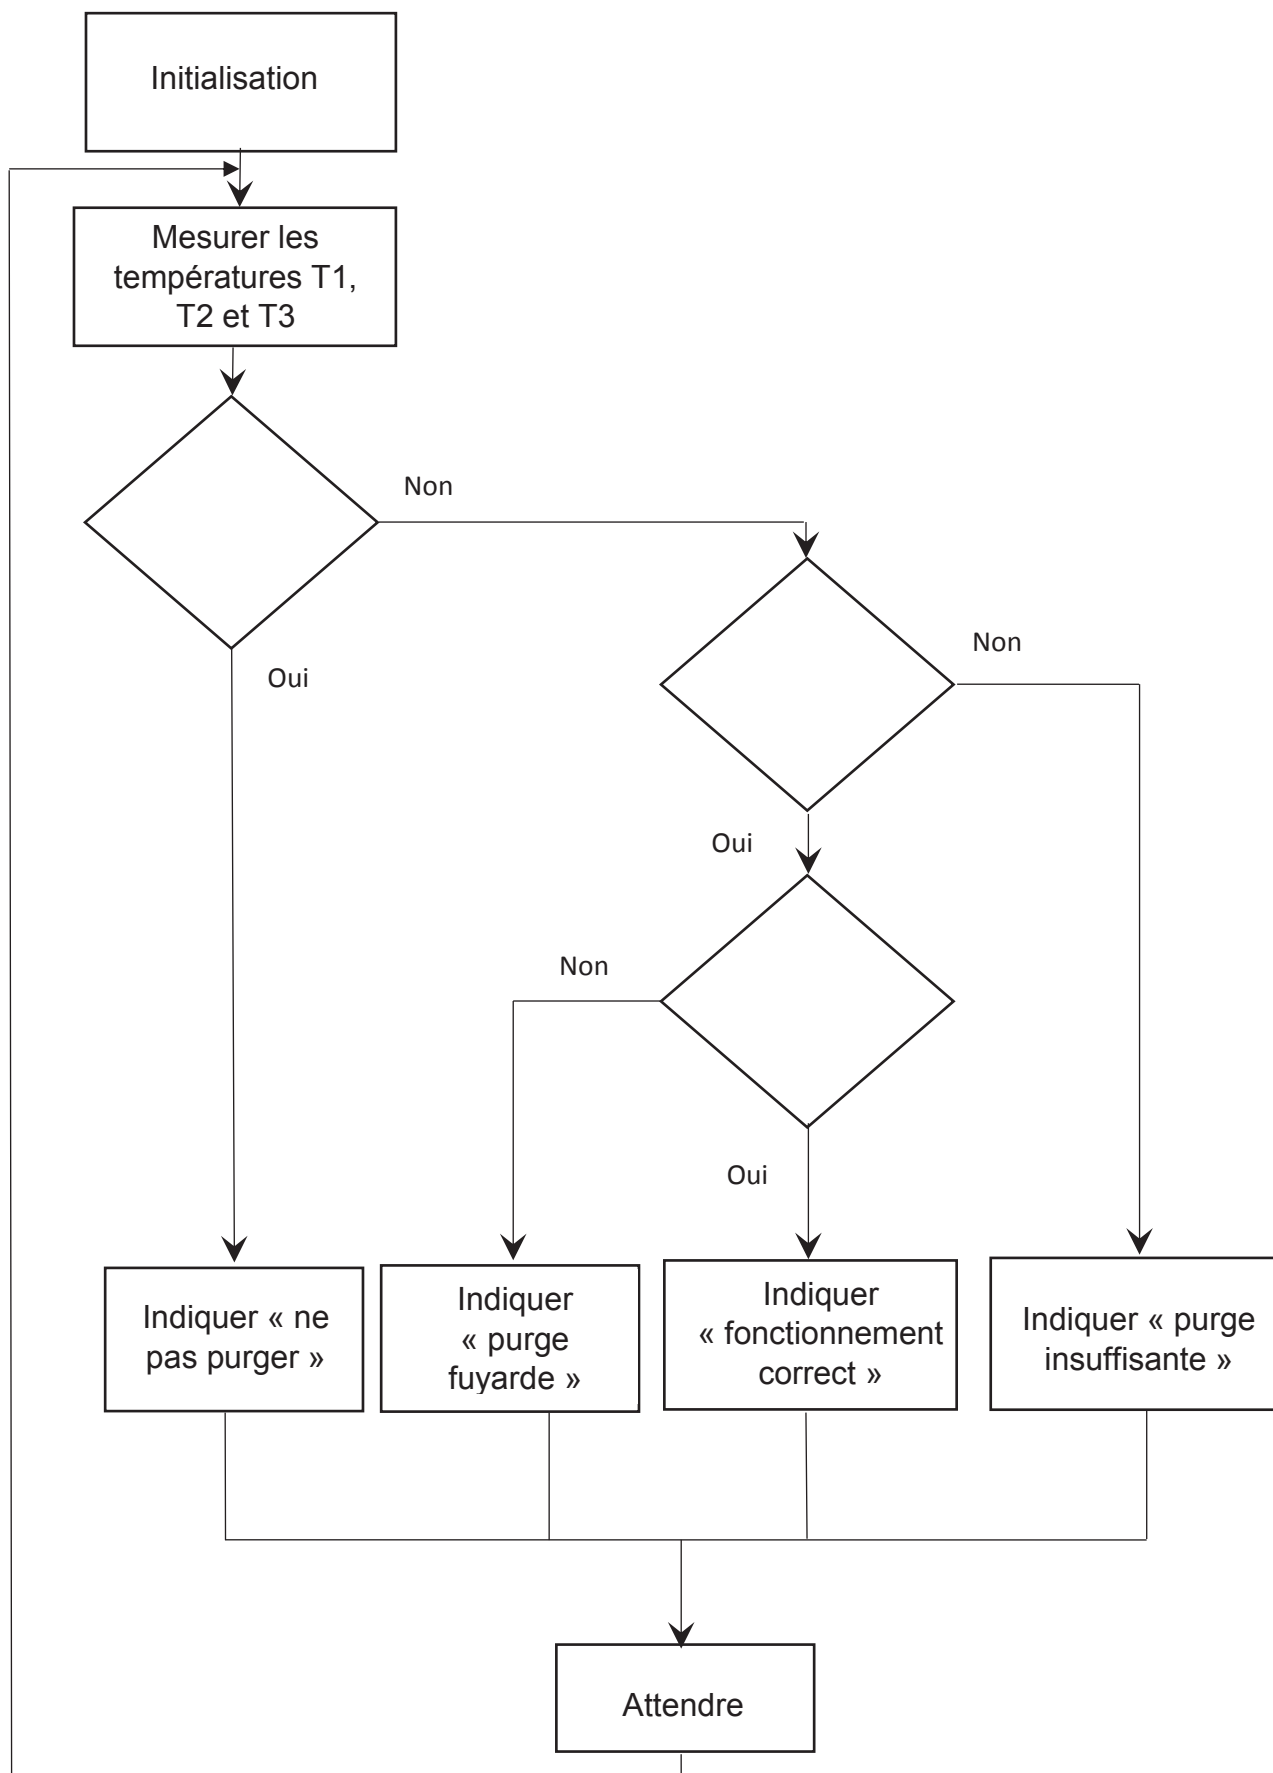 Initialisation
Mesurer les
températures T1,
T2 et T3
Non
Non
Oui
Oui
Non
Oui
Indiquer « ne
pas purger »
Indiquer
« purge
fuyarde »
Indiquer
« fonctionnement
correct »
Indiquer « purge
insuffisante »
Attendre